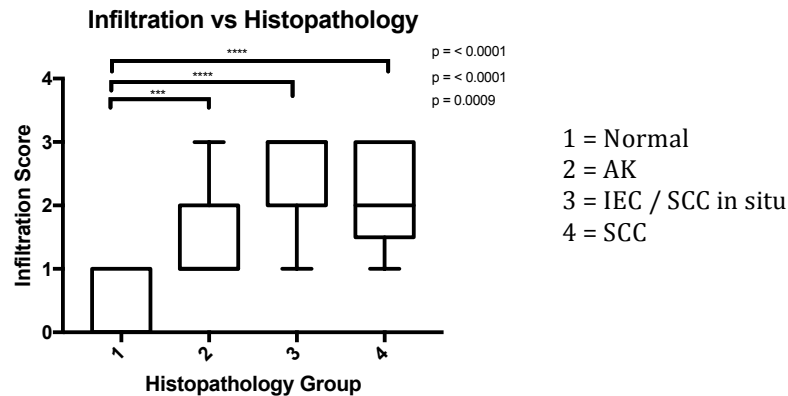 Infiltration vs Histopathology
**** p = < 0.0001
**** p = < 0.0001
*** p = 0.0009
Infiltration Score
4
3
2
1
0
1 2 3 4
Histopathology Group
1 = Normal
2 = AK
3 = IEC / SCC in situ
4 = SCC